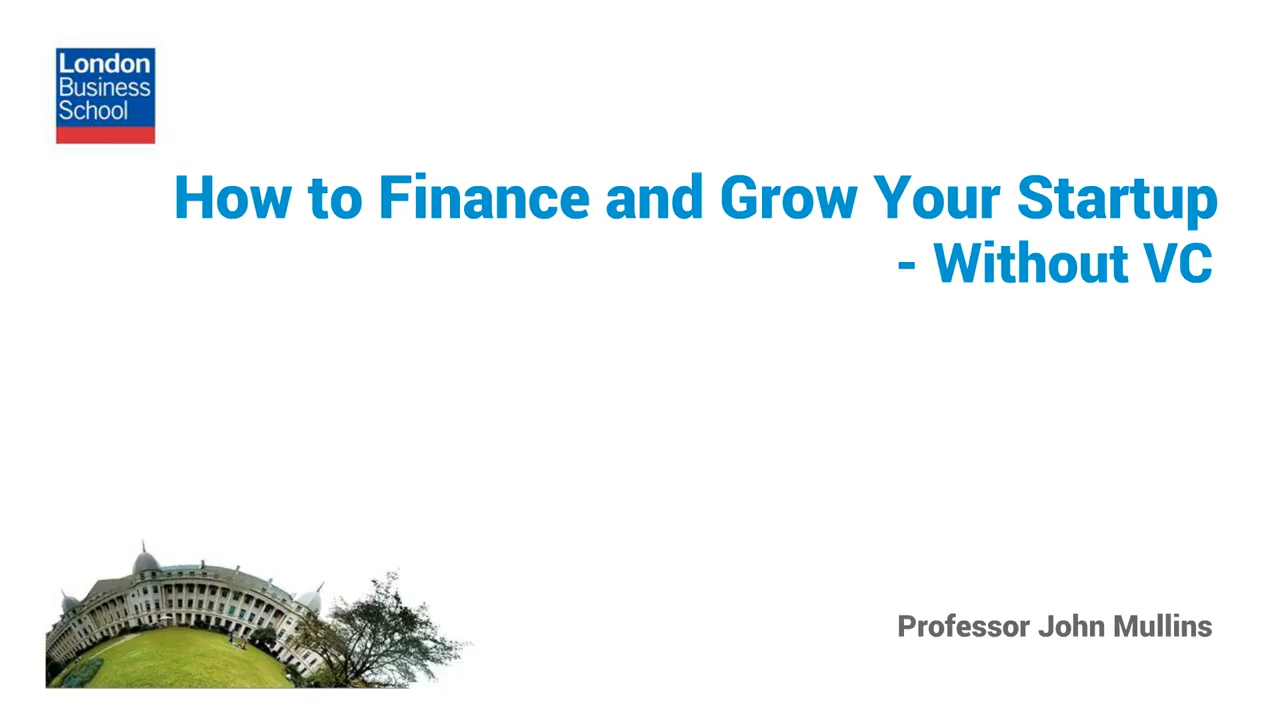 London
Business
School
How to Finance and Grow Your Startup
- Without VC
Professor John Mullins